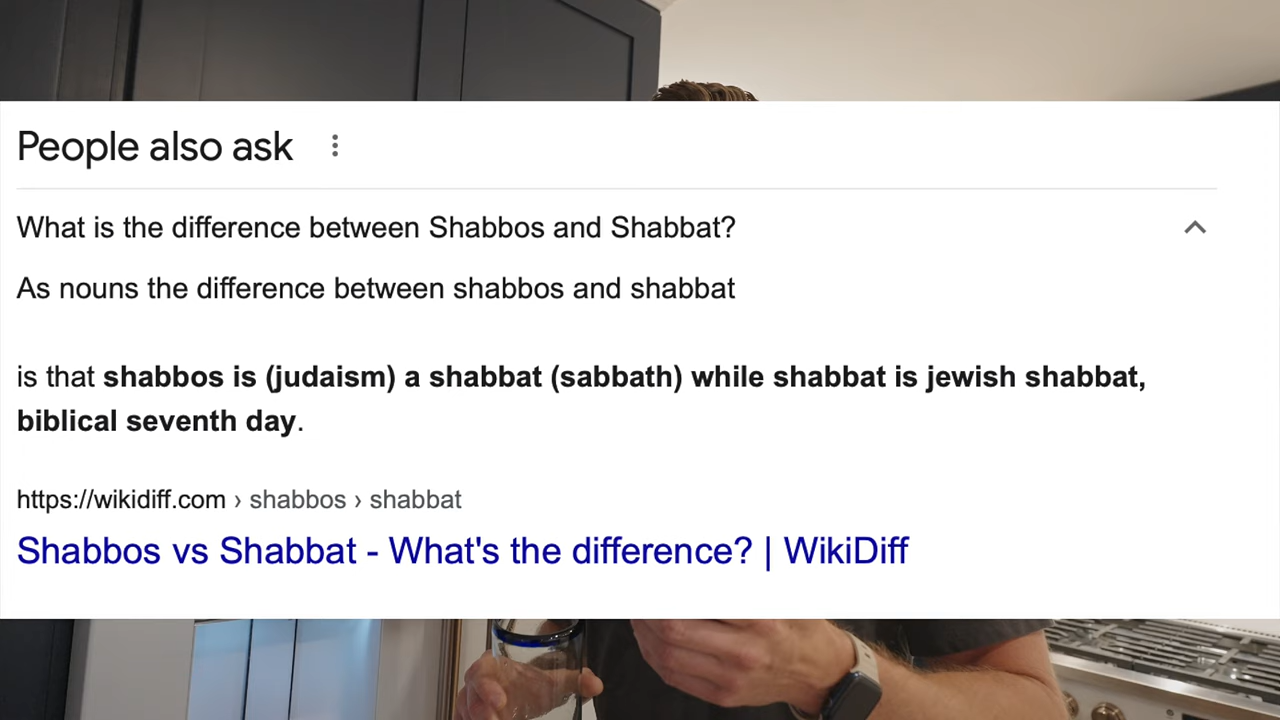 People also ask
What is the difference between Shabbos and Shabbat?
As nouns the difference between shabbos and shabbat
is that shabbos is (judaism) a shabbat (sabbath) while shabbat is jewish shabbat,
biblical seventh day.
https://wikidiff.com › shabbos › shabbat
Shabbos vs Shabbat - What's the difference? | WikiDiff